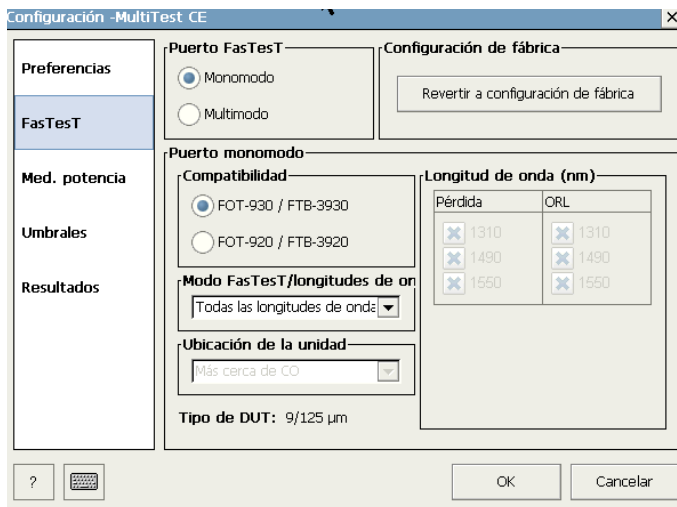 Configuración -MultiTest CE
Preferencias
FasTesT
Med. potencia
Umbrales
Resultados
Puerto FasTesT
Monomodo
Multimodo
Configuración de fábrica
Revertir a configuración de fábrica
Puerto monomodo
Compatibilidad
FOT-930 / FTB-3930
FOT-920 / FTB-3920
Modo FasTesT/longitudes de on
Todas las longitudes de onda
Ubicación de la unidad
Más cerca de CO
Tipo de DUT: 9/125 µm
Longitud de onda (nm)
Pérdida ORL
1310 1310
1490 1490
1550 1550
?
OK
Cancelar